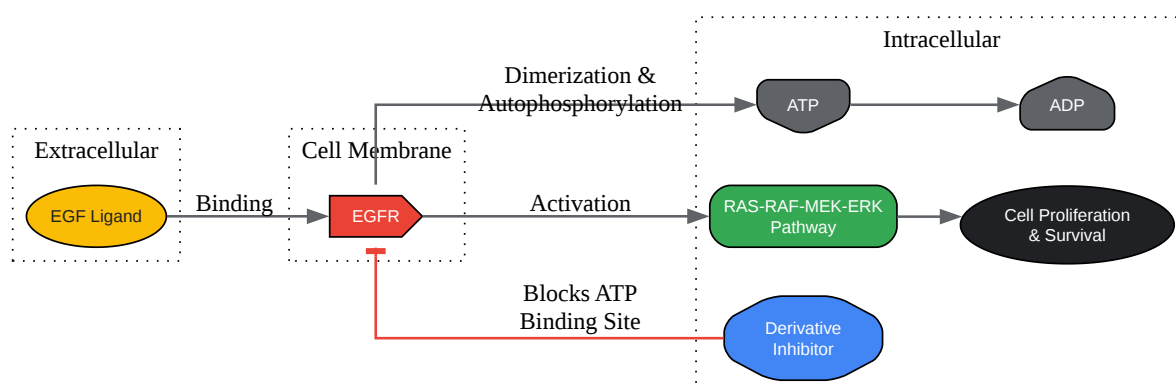 Intracellular
Dimerization &
Autophosphorylation
ATP
ADP
Extracellular
Cell Membrane
EGF Ligand
Binding
EGFR
Activation
RAS-RAF-MEK-ERK
Pathway
Cell Proliferation
& Survival
Blocks ATP
Binding Site
Derivative
Inhibitor